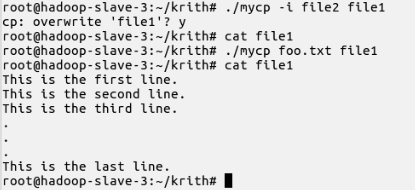 root@hadoop-slave-3:~/krith# ./mycp -i file2 file1
cp: overwrite 'file1'? y
root@hadoop-slave-3:~/krith# cat file1
root@hadoop-slave-3:~/krith# ./mycp foo.txt file1
root@hadoop-slave-3:~/krith# cat file1
This is the first line.
This is the second line.
This is the third line.
.
.
.
This is the last line.
root@hadoop-slave-3:~/krith#